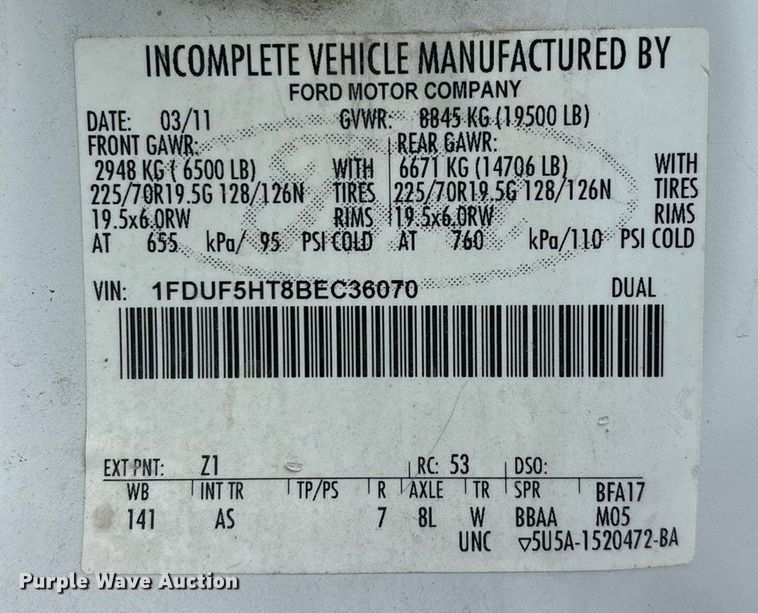 INCOMPLETE VEHICLE MANUFACTURED BY
FORD MOTOR COMPANY
DATE: 03/11 GVWR: 8845 KG (19500 LB)
FRONT GAWR: REAR GAWR:
2948 KG ( 6500 LB) WITH 6671 KG (14706 LB) WITH
225/70R19.5G 128/126N TIRES 225/70R19.5G 128/126N TIRES
19.5x6.0RW RIMS 19.5x6.0RW RIMS
AT 655 kPa/ 95 PSI COLD AT 760 kPa/110 PSI COLD
VIN: 1FDUF5HT8BEC36070 DUAL
EXT PNT: Z1 RC: 53 DSO:
WB INT TR TP/PS R AXLE TR SPR BFA17
141 AS 7 8L W BBAA M05
UNC ▽5U5A-1520472-BA
Purple Wave Auction